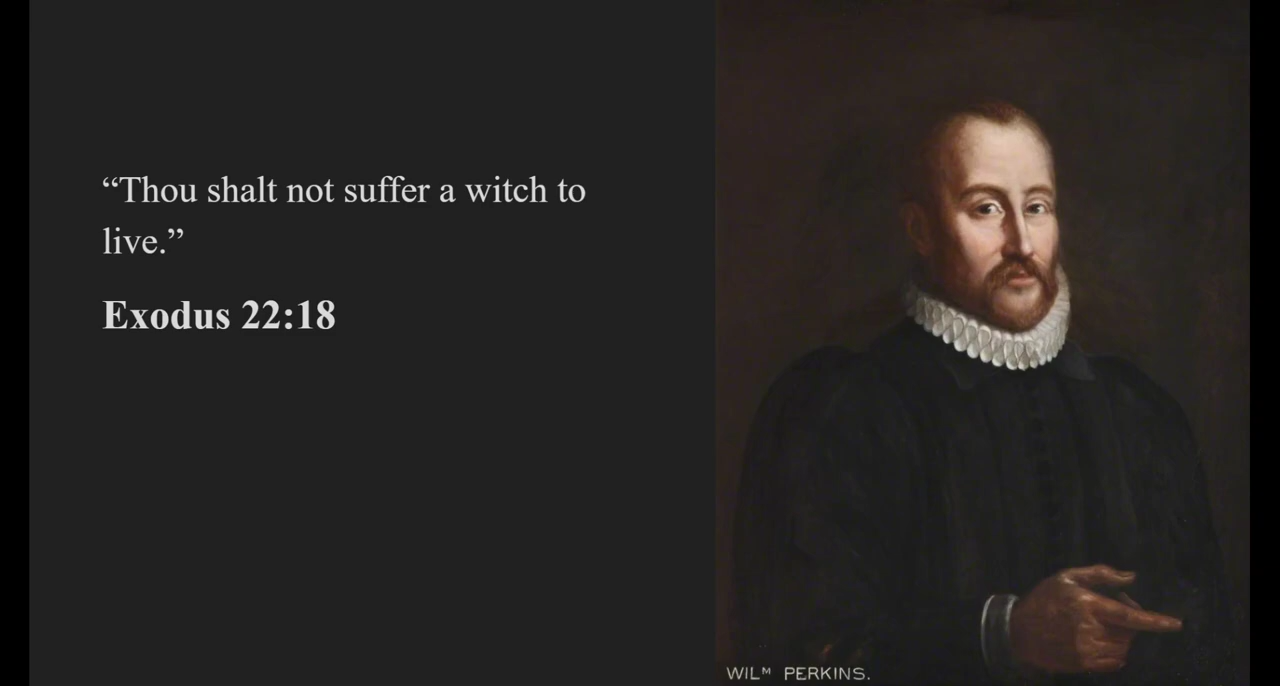 “Thou shalt not suffer a witch to
live.”
Exodus 22:18
WILᴹ PERKINS.